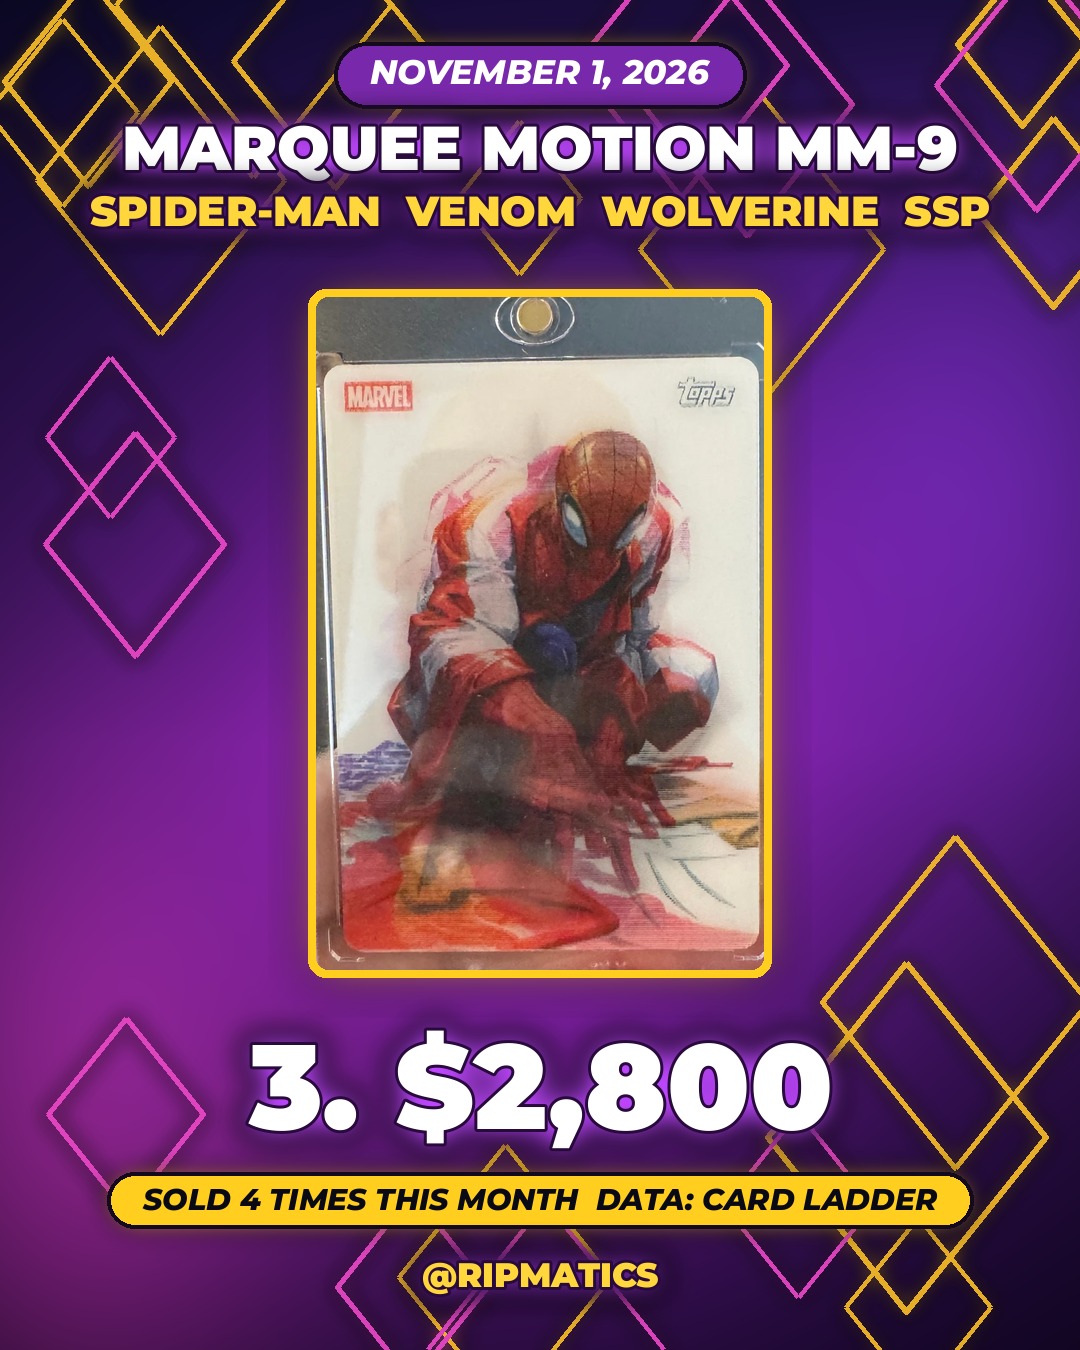 NOVEMBER 1, 2026
MARQUEE MOTION MM-9
SPIDER-MAN VENOM WOLVERINE SSP
MARVEL
Topps
3. $2,800
SOLD 4 TIMES THIS MONTH DATA: CARD LADDER
@RIPMATICS